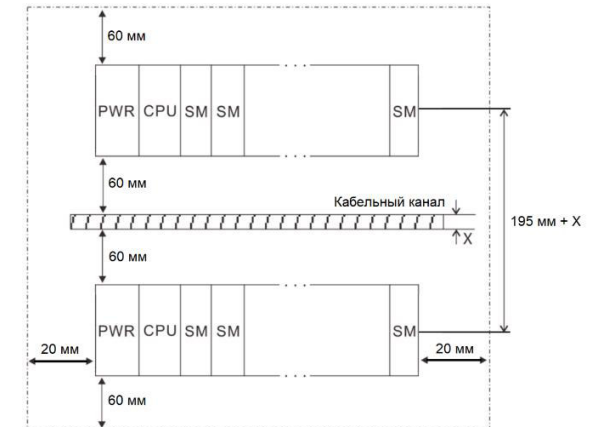 60 мм
PWR CPU SM SM ... SM
60 мм
Кабельный канал
195 мм + X
X
60 мм
PWR CPU SM SM ... SM
20 мм
20 мм
60 мм